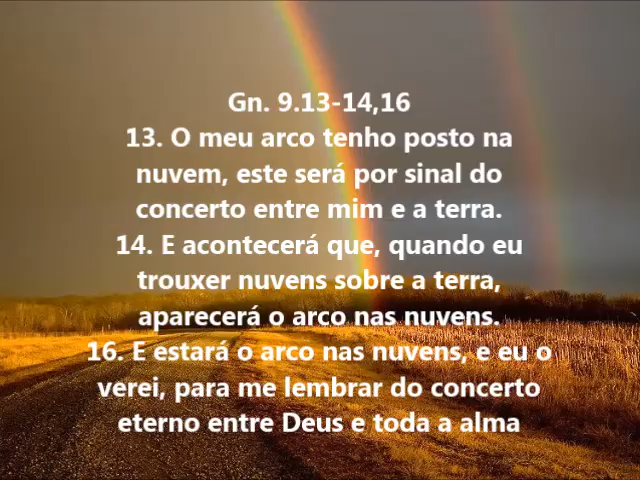 Gn. 9.13-14,16
13. O meu arco tenho posto na
nuvem, este será por sinal do
concerto entre mim e a terra.
14. E acontecerá que, quando eu
trouxer nuvens sobre a terra,
aparecerá o arco nas nuvens.
16. E estará o arco nas nuvens, e eu o
verei, para me lembrar do concerto
eterno entre Deus e toda a alma